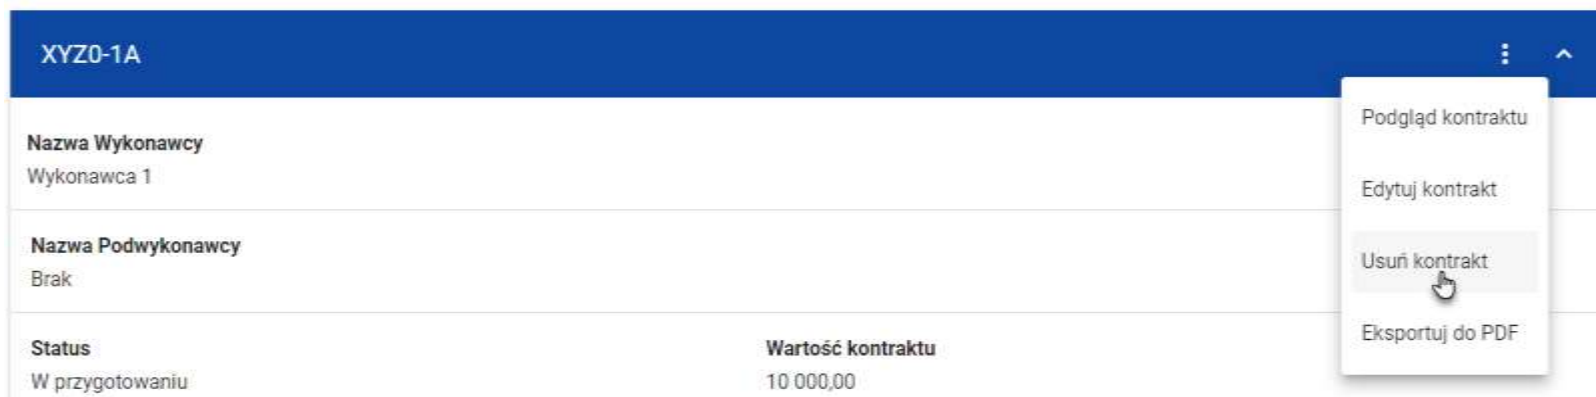 XYZ0-1A
Podgląd kontraktu
Nazwa Wykonawcy
Wykonawca 1
Edytuj kontrakt
Nazwa Podwykonawcy
Brak
Usuń kontrakt
Eksportuj do PDF
Status
W przygotowaniu
Wartość kontraktu
10 000,00